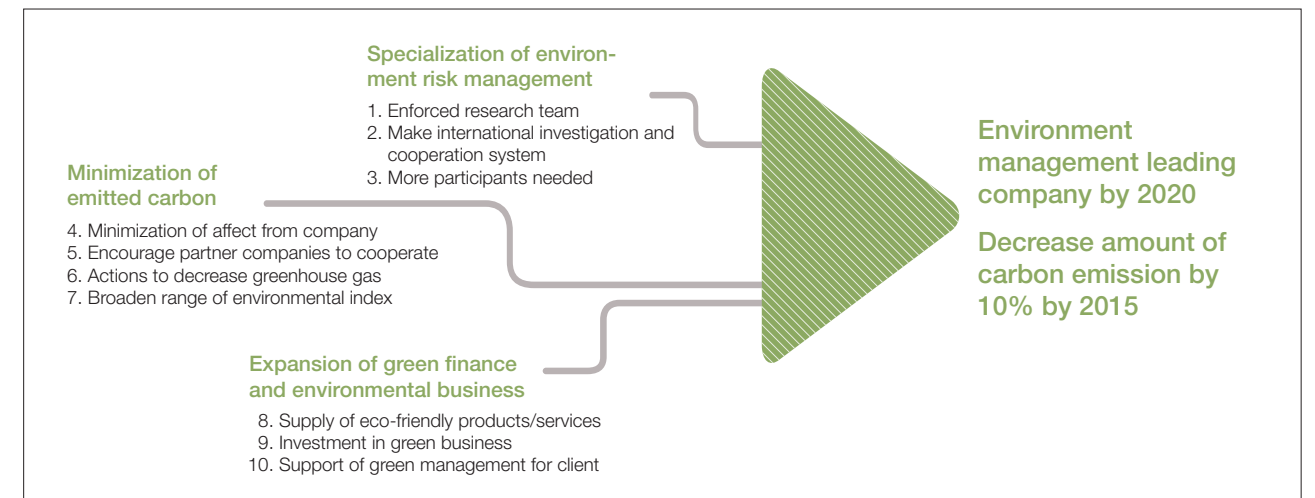 Specialization of environ-
ment risk management
1. Enforced research team
2. Make international investigation and
cooperation system
3. More participants needed
Minimization of
emitted carbon
4. Minimization of affect from company
5. Encourage partner companies to cooperate
6. Actions to decrease greenhouse gas
7. Broaden range of environmental index
Expansion of green finance
and environmental business
8. Supply of eco-friendly products/services
9. Investment in green business
10. Support of green management for client
Environment
management leading
company by 2020
Decrease amount of
carbon emission by
10% by 2015